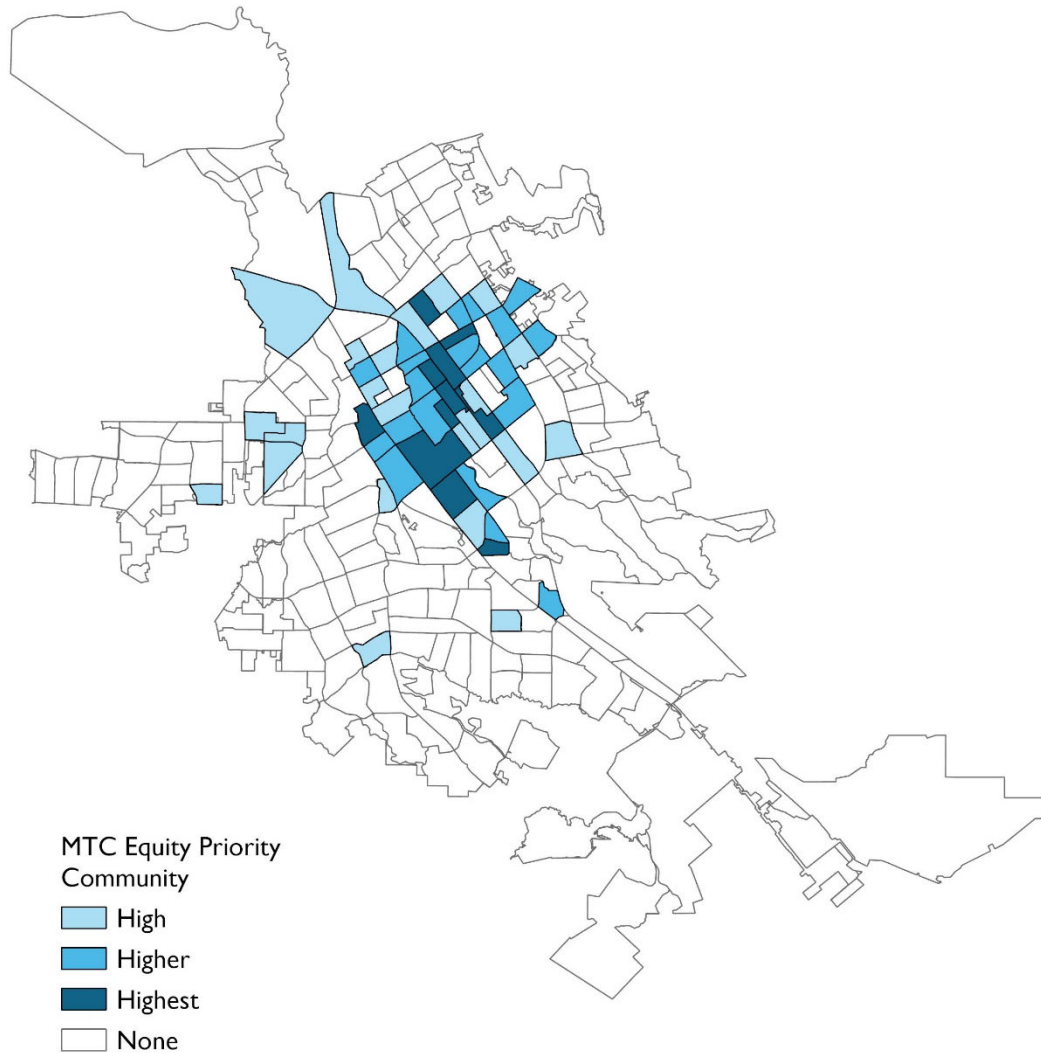 MTC Equity Priority
Community
High
Higher
Highest
None